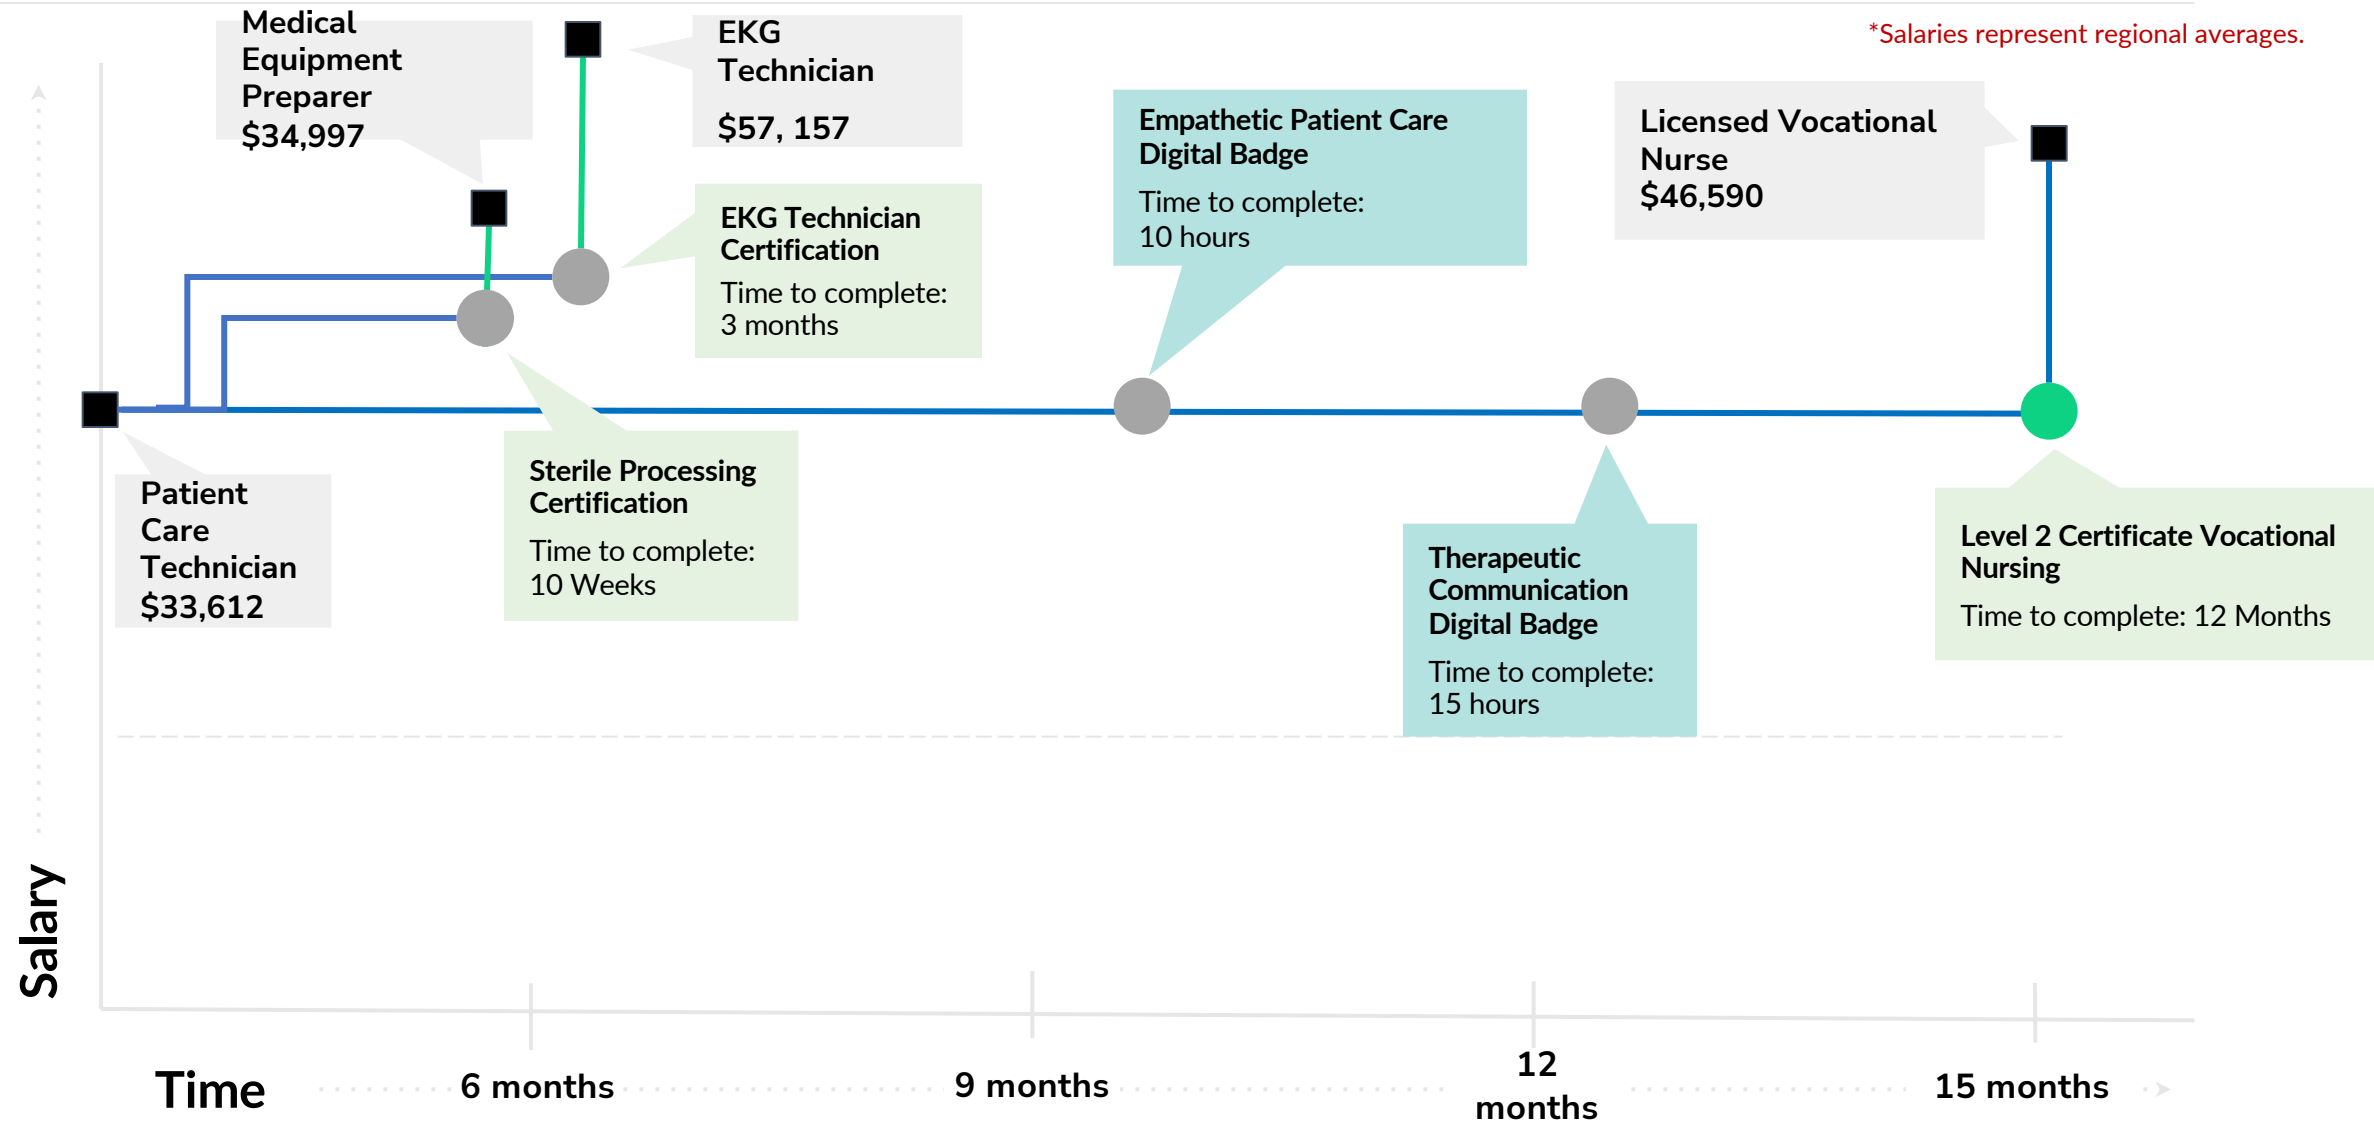 *Salaries represent regional averages.
Medical
Equipment
Preparer
$34,997
EKG
Technician
$57, 157
EKG Technician
Certification
Time to complete:
3 months
Empathetic Patient Care
Digital Badge
Time to complete:
10 hours
Licensed Vocational
Nurse
$46,590
Patient
Care
Technician
$33,612
Sterile Processing
Certification
Time to complete:
10 Weeks
Therapeutic
Communication
Digital Badge
Time to complete:
15 hours
Level 2 Certificate Vocational
Nursing
Time to complete: 12 Months
Salary
Time
6 months
9 months
12
months
15 months